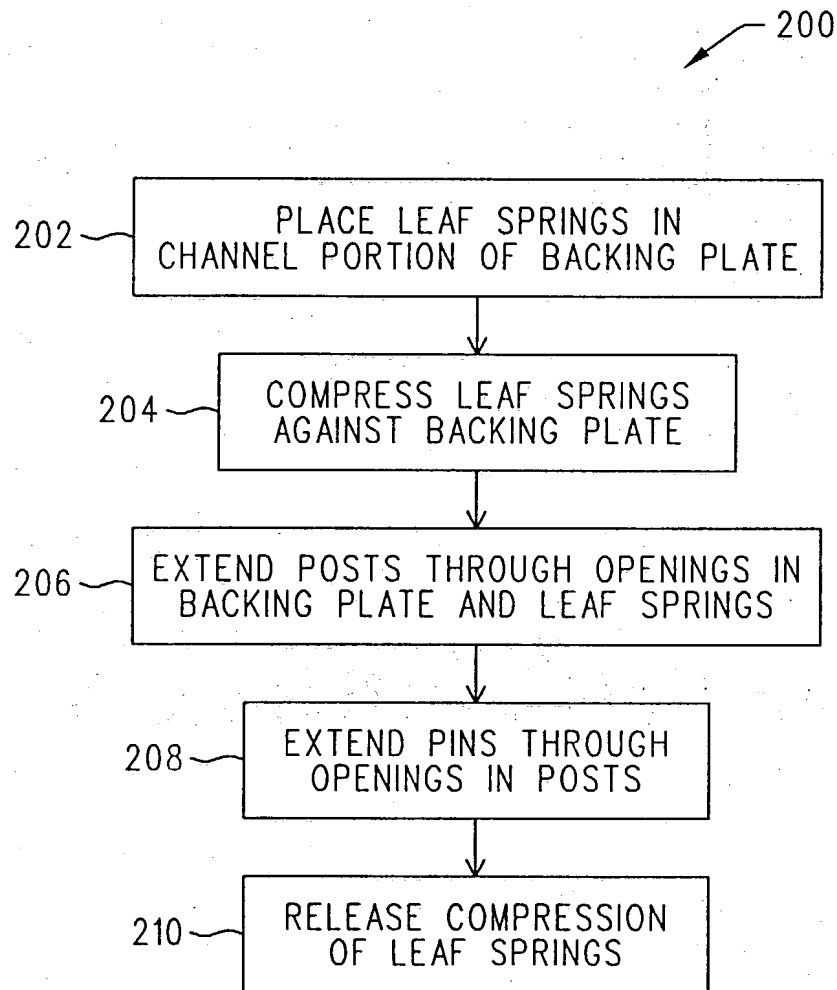 200
202
PLACE LEAF SPRINGS IN
CHANNEL PORTION OF BACKING PLATE
204
COMPRESS LEAF SPRINGS
AGAINST BACKING PLATE
206
EXTEND POSTS THROUGH OPENINGS IN
BACKING PLATE AND LEAF SPRINGS
208
EXTEND PINS THROUGH
OPENINGS IN POSTS
210
RELEASE COMPRESSION
OF LEAF SPRINGS